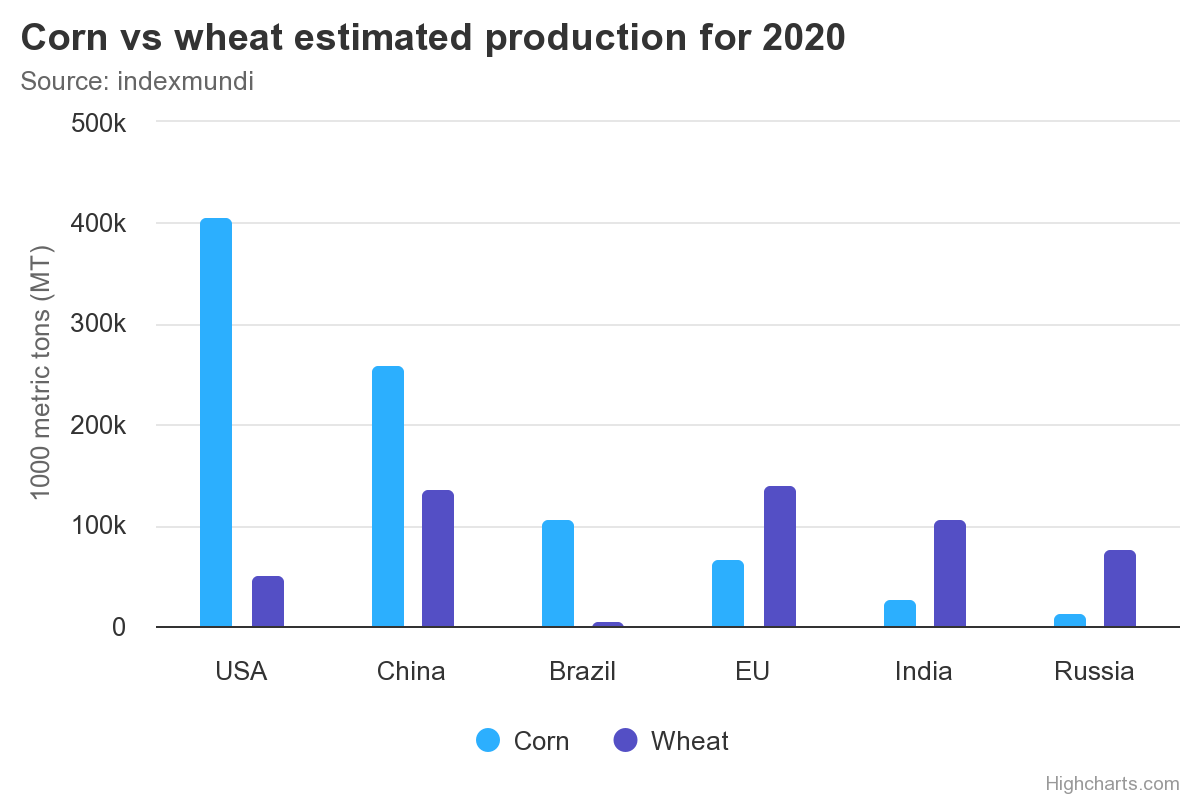 Corn vs wheat estimated production for 2020
Source: indexmundi
1000 metric tons (MT)
500k
400k
300k
200k
100k
0
USA China Brazil EU India Russia
Corn Wheat
Highcharts.com